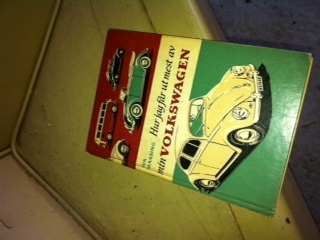 Hur jag får ut mest av
min VOLKSWAGEN